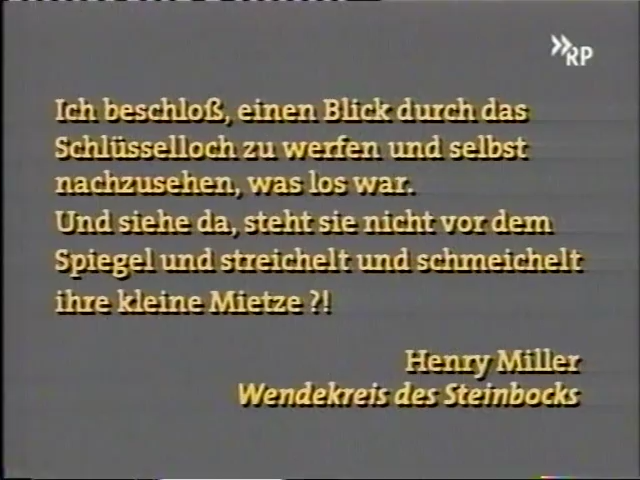 »RP
Ich beschloß, einen Blick durch das
Schlüsselloch zu werfen und selbst
nachzusehen, was los war.
Und siehe da, steht sie nicht vor dem
Spiegel und streichelt und schmeichelt
ihre kleine Mietze ?!
Henry Miller
Wendekreis des Steinbocks